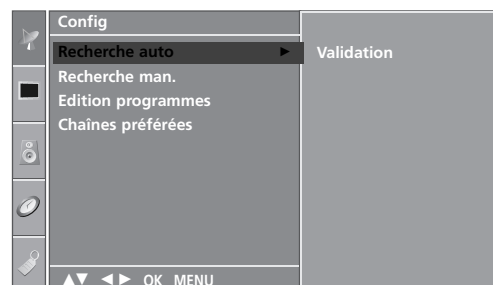 Config
Recherche auto ► Validation
Recherche man.
Edition programmes
Chaînes préférées
▲▼ ◄► OK MENU